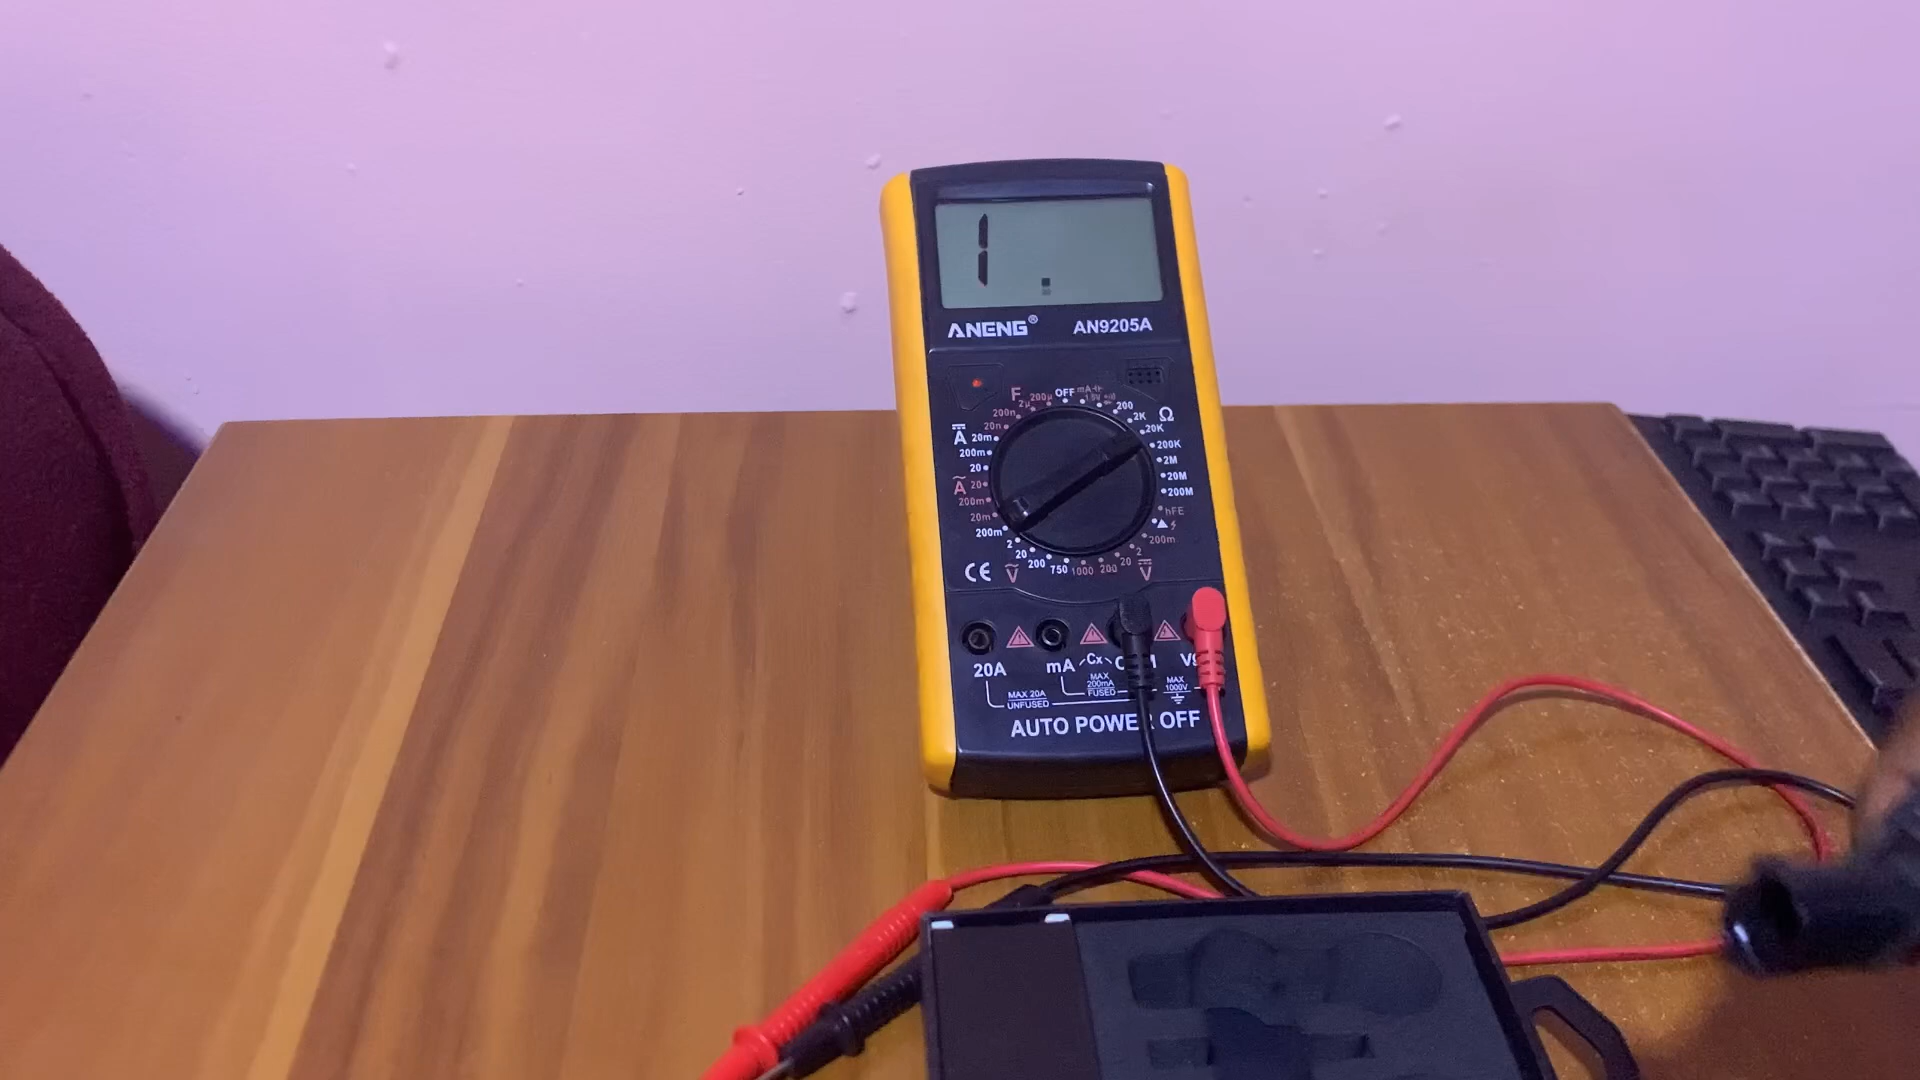 1 .
ANENG® AN9205A
F 2µ 200µ OFF
200n 200 Ω
20n 2K
A 20m 20K
200m 200K
20 2M
A 20 20M
200m 200M
20m hFE
200m 200m
2 20 200 750 1000 200 20 2
CE V V
20A mA Cx
MAX 20A UNFUSED
MAX 200mA FUSED
MAX 1000V
AUTO POWER OFF